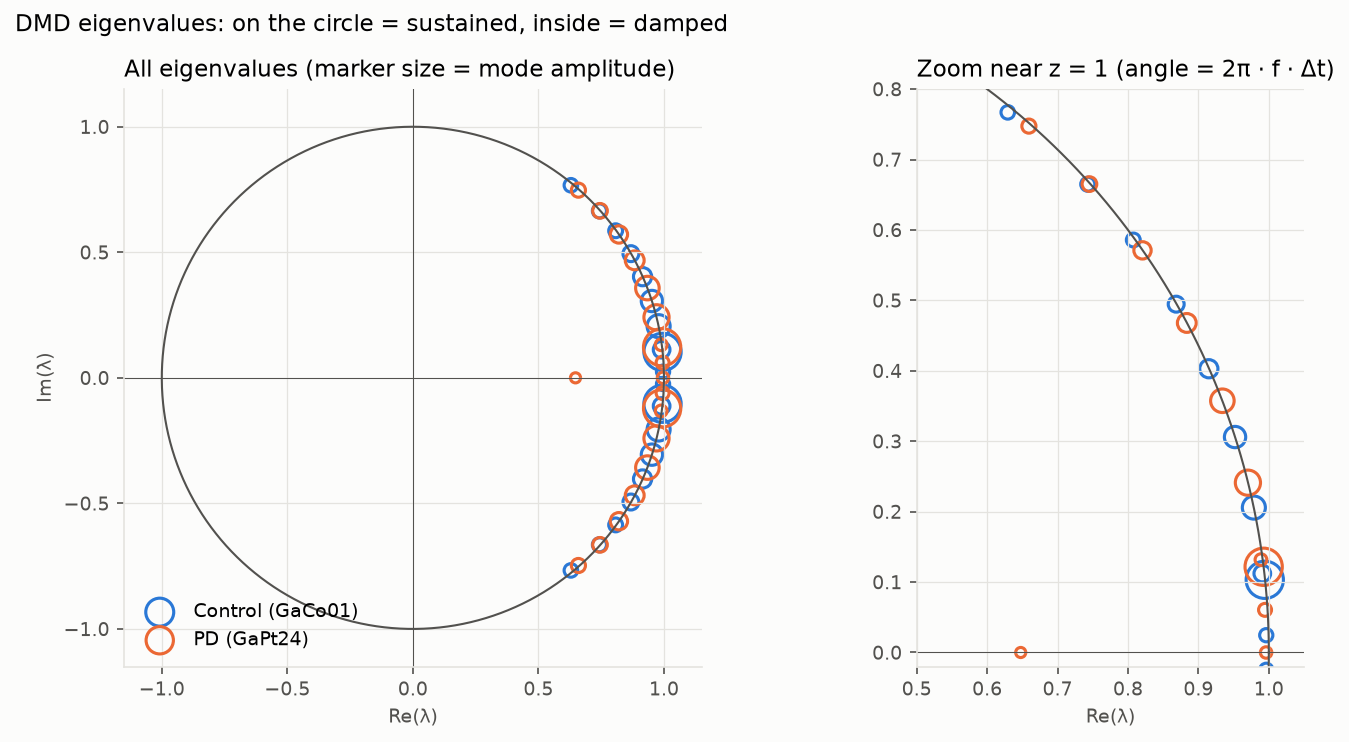 DMD eigenvalues: on the circle = sustained, inside = damped
All eigenvalues (marker size = mode amplitude)
1.0
0.5
0.0
−0.5
−1.0
Im(λ)
Control (GaCo01)
PD (GaPt24)
−1.0 −0.5 0.0 0.5 1.0
Re(λ)
Zoom near z = 1 (angle = 2π · f · Δt)
0.8
0.7
0.6
0.5
0.4
0.3
0.2
0.1
0.0
0.5 0.6 0.7 0.8 0.9 1.0
Re(λ)